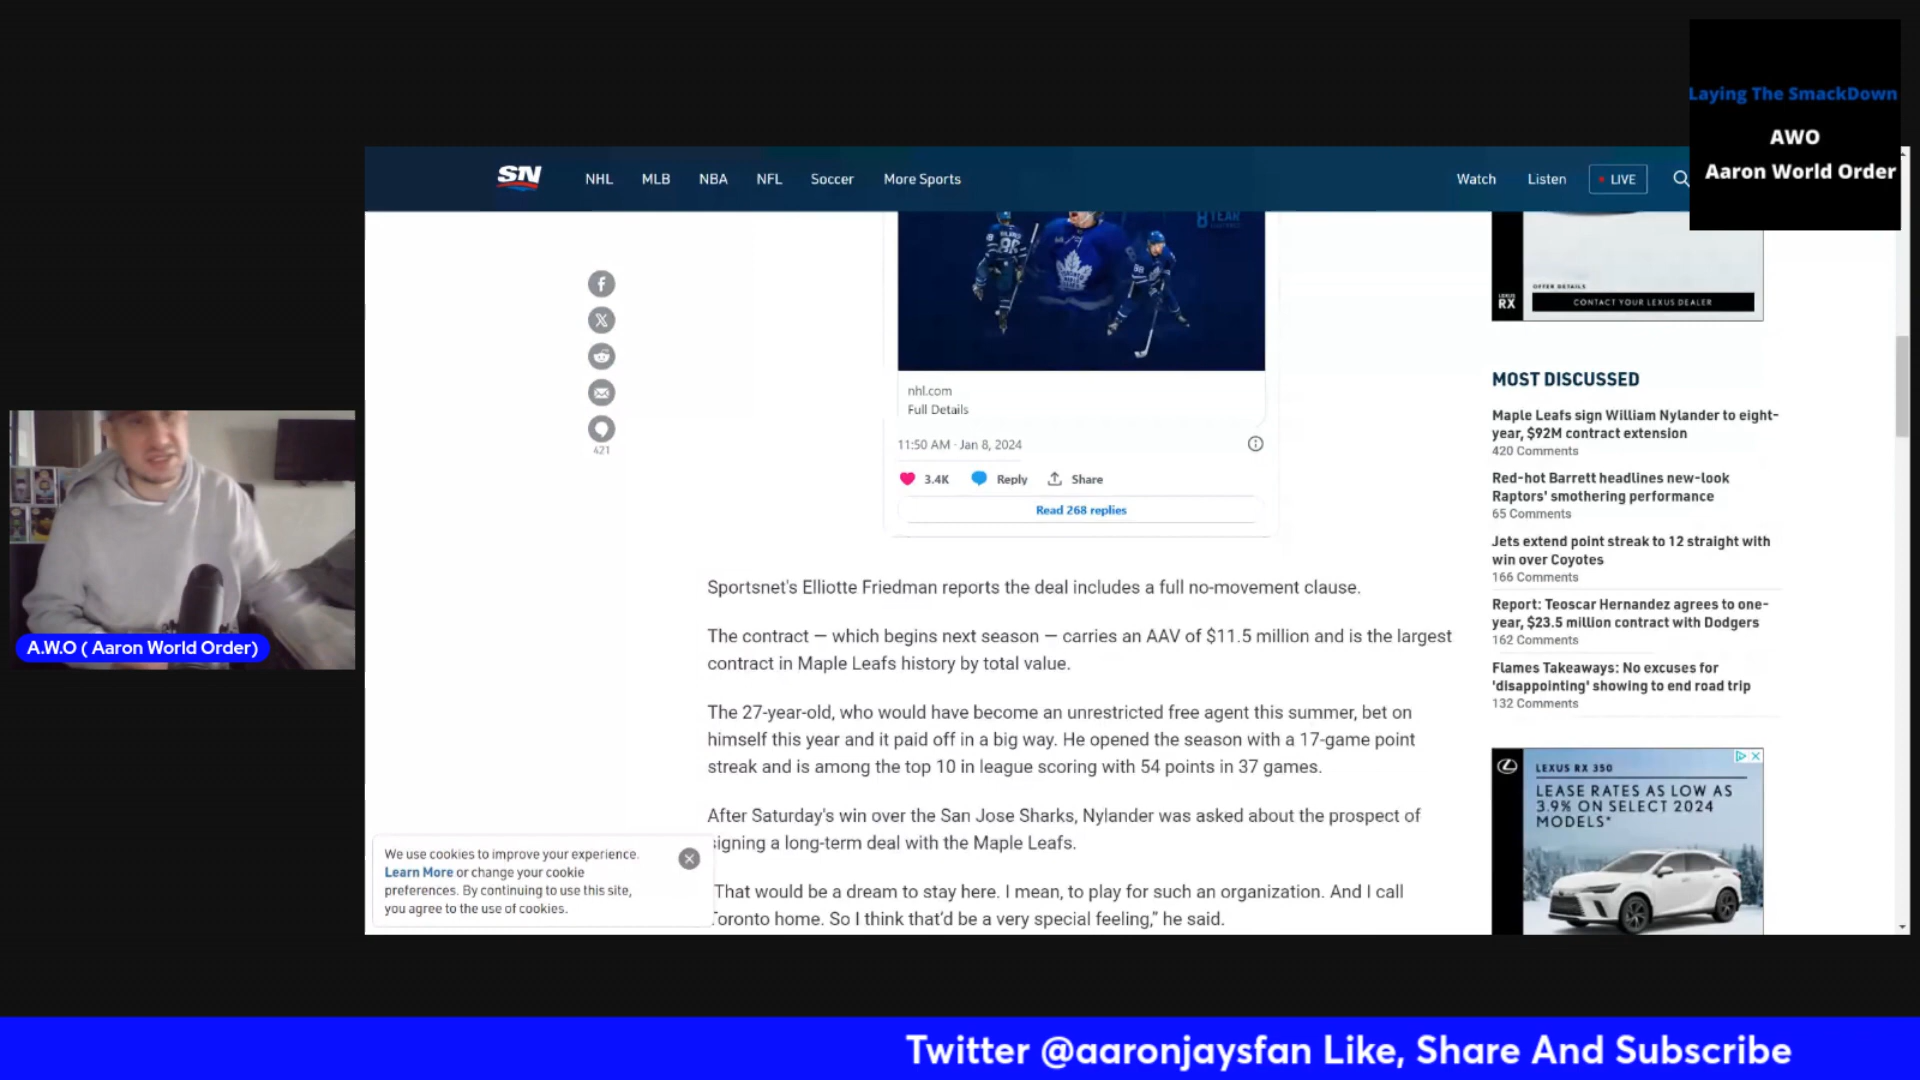 Laying The SmackDown
AWO
Aaron World Order
SN NHL MLB NBA NFL Soccer More Sports Watch Listen LIVE
8 YEAR
nhl.com
Full Details
11:50 AM · Jan 8, 2024
3.4K Reply Share
Read 268 replies
421
Sportsnet's Elliotte Friedman reports the deal includes a full no-movement clause.
The contract — which begins next season — carries an AAV of $11.5 million and is the largest
contract in Maple Leafs history by total value.
The 27-year-old, who would have become an unrestricted free agent this summer, bet on
himself this year and it paid off in a big way. He opened the season with a 17-game point
streak and is among the top 10 in league scoring with 54 points in 37 games.
After Saturday's win over the San Jose Sharks, Nylander was asked about the prospect of
signing a long-term deal with the Maple Leafs.
That would be a dream to stay here. I mean, to play for such an organization. And I call
Toronto home. So I think that'd be a very special feeling,” he said.
We use cookies to improve your experience.
Learn More or change your cookie
preferences. By continuing to use this site,
you agree to the use of cookies.
OFFER DETAILS
LEXUS
RX
CONTACT YOUR LEXUS DEALER
MOST DISCUSSED
Maple Leafs sign William Nylander to eight-
year, $92M contract extension
420 Comments
Red-hot Barrett headlines new-look
Raptors' smothering performance
65 Comments
Jets extend point streak to 12 straight with
win over Coyotes
166 Comments
Report: Teoscar Hernandez agrees to one-
year, $23.5 million contract with Dodgers
162 Comments
Flames Takeaways: No excuses for
'disappointing' showing to end road trip
132 Comments
LEXUS RX 350
LEASE RATES AS LOW AS
3.9% ON SELECT 2024
MODELS*
A.W.O ( Aaron World Order)
Twitter @aaronjaysfan Like, Share And Subscribe